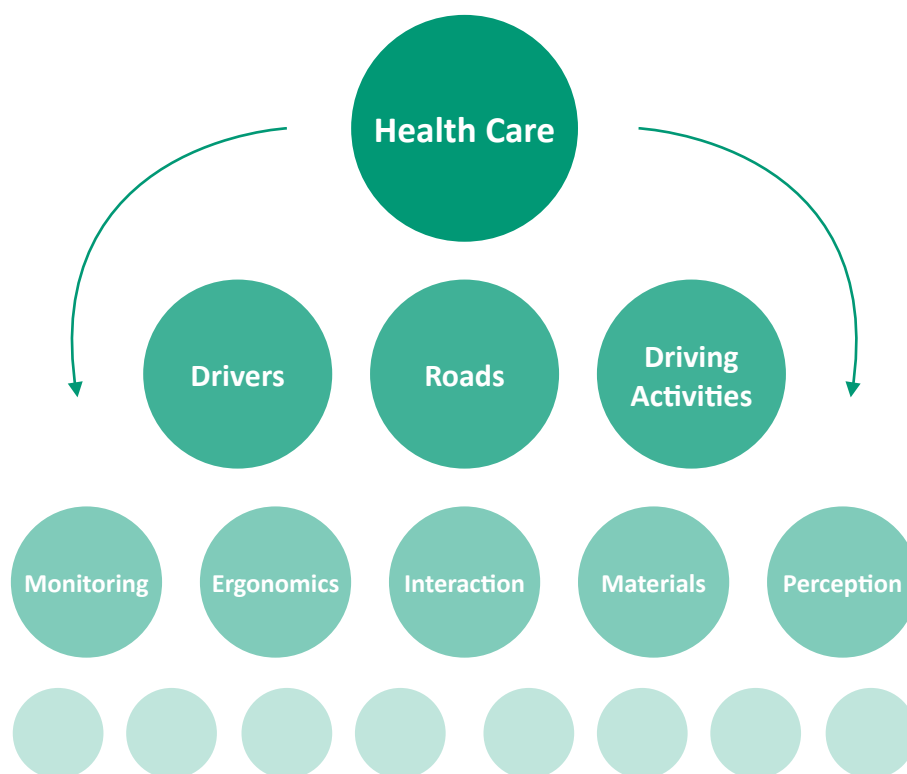 Health Care
Drivers
Roads
Driving
Activities
Monitoring
Ergonomics
Interaction
Materials
Perception